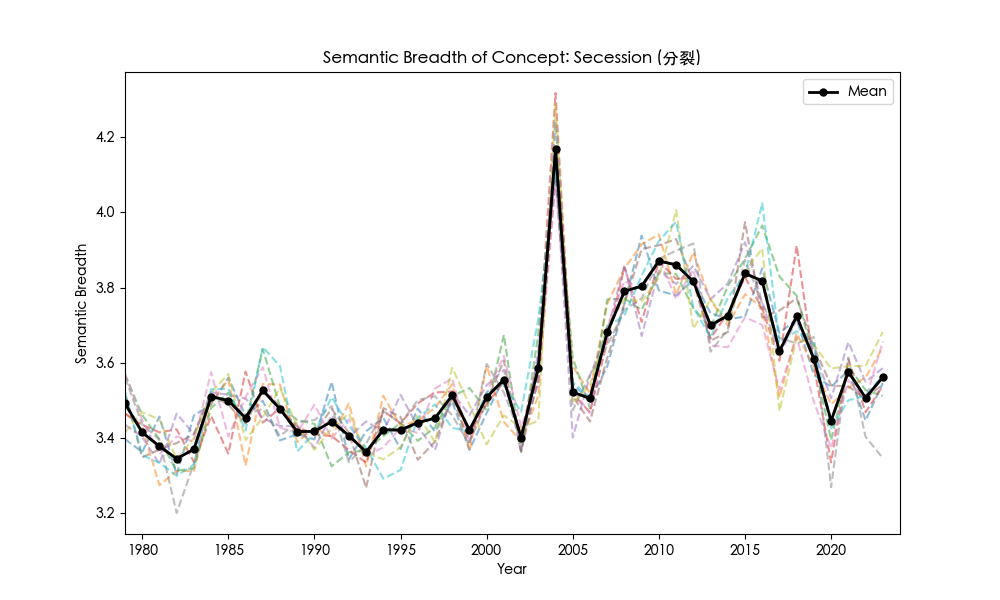 Semantic Breadth of Concept: Secession (分裂)
Mean
4.2
4.0
3.8
3.6
3.4
3.2
Semantic Breadth
1980 1985 1990 1995 2000 2005 2010 2015 2020
Year